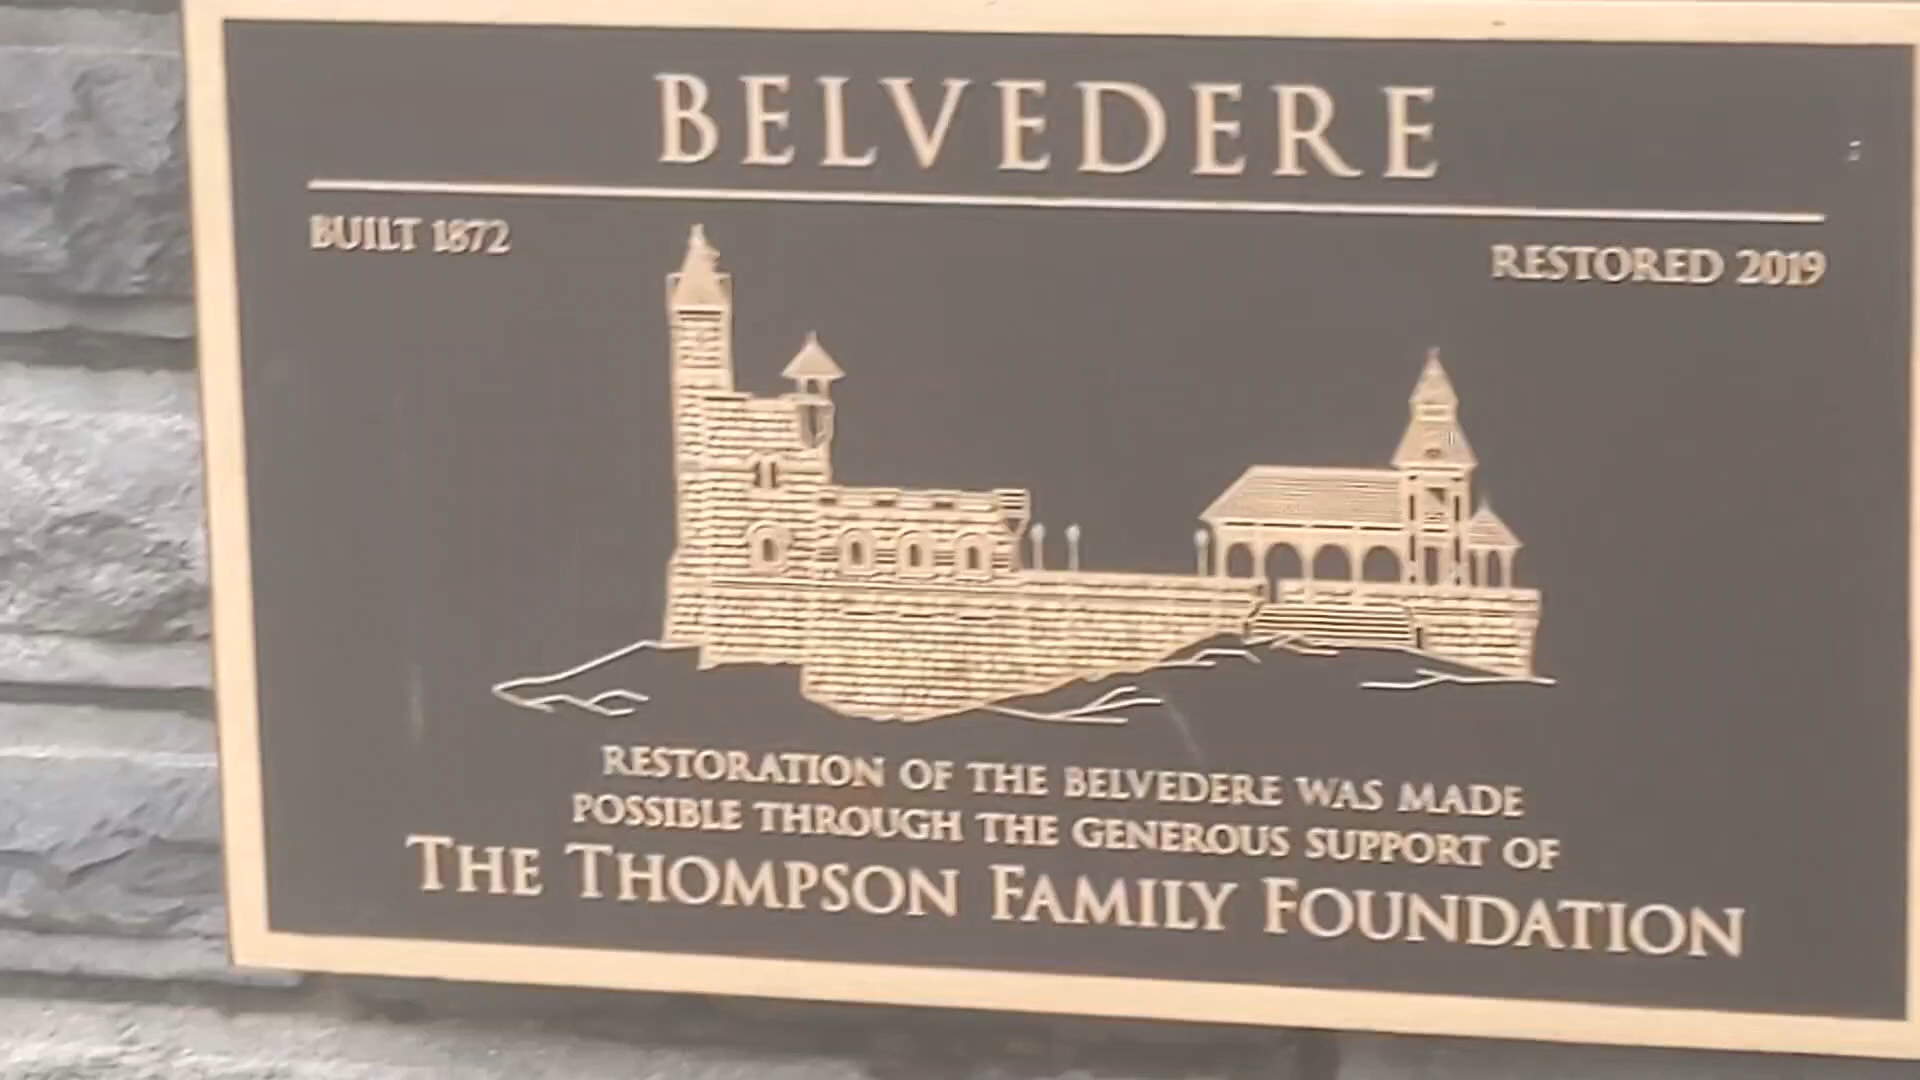 BELVEDERE
BUILT 1872
RESTORED 2019
RESTORATION OF THE BELVEDERE WAS MADE
POSSIBLE THROUGH THE GENEROUS SUPPORT OF
THE THOMPSON FAMILY FOUNDATION